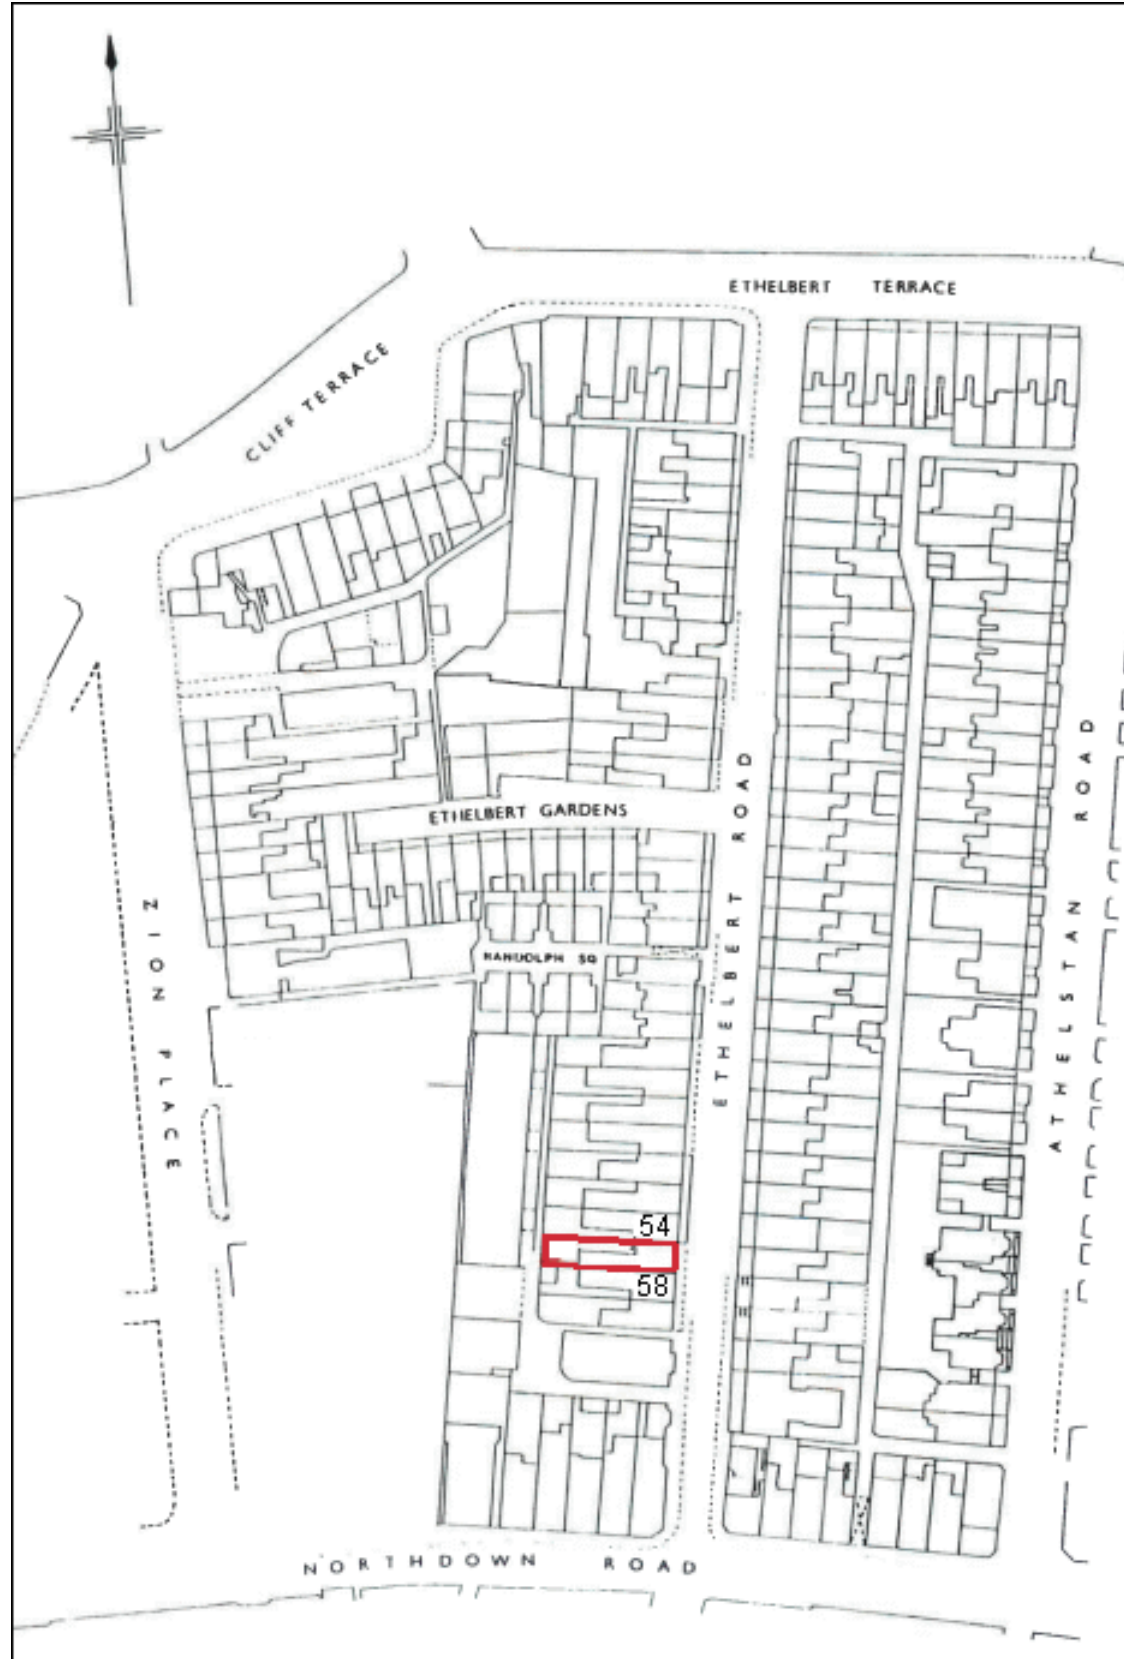 ETHELBERT TERRACE
CLIFF TERRACE
ETHELBERT GARDENS
ETHELBERT ROAD
ATHELSTAN ROAD
ZION PLACE
RANDOLPH SQ
54
58
NORTHDOWN ROAD